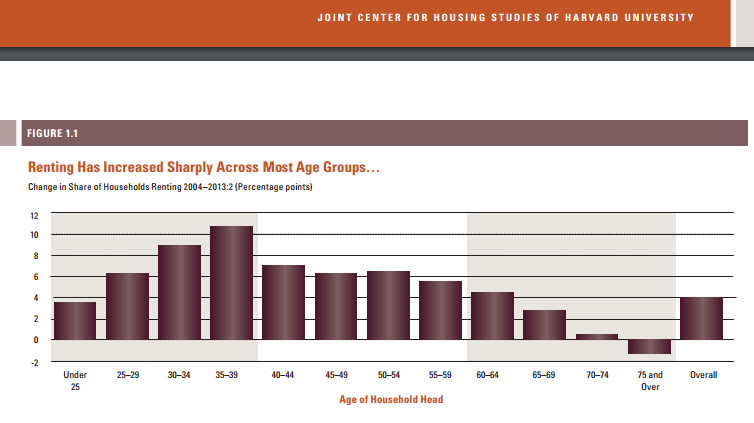 JOINT CENTER FOR HOUSING STUDIES OF HARVARD UNIVERSITY
FIGURE 1.1
Renting Has Increased Sharply Across Most Age Groups…
Change in Share of Households Renting 2004–2013:2 (Percentage points)
12
10
8
6
4
2
0
-2
Under 25–29 30–34 35–39 40–44 45–49 50–54 55–59 60–64 65–69 70–74 75 and Overall
25 Over
Age of Household Head